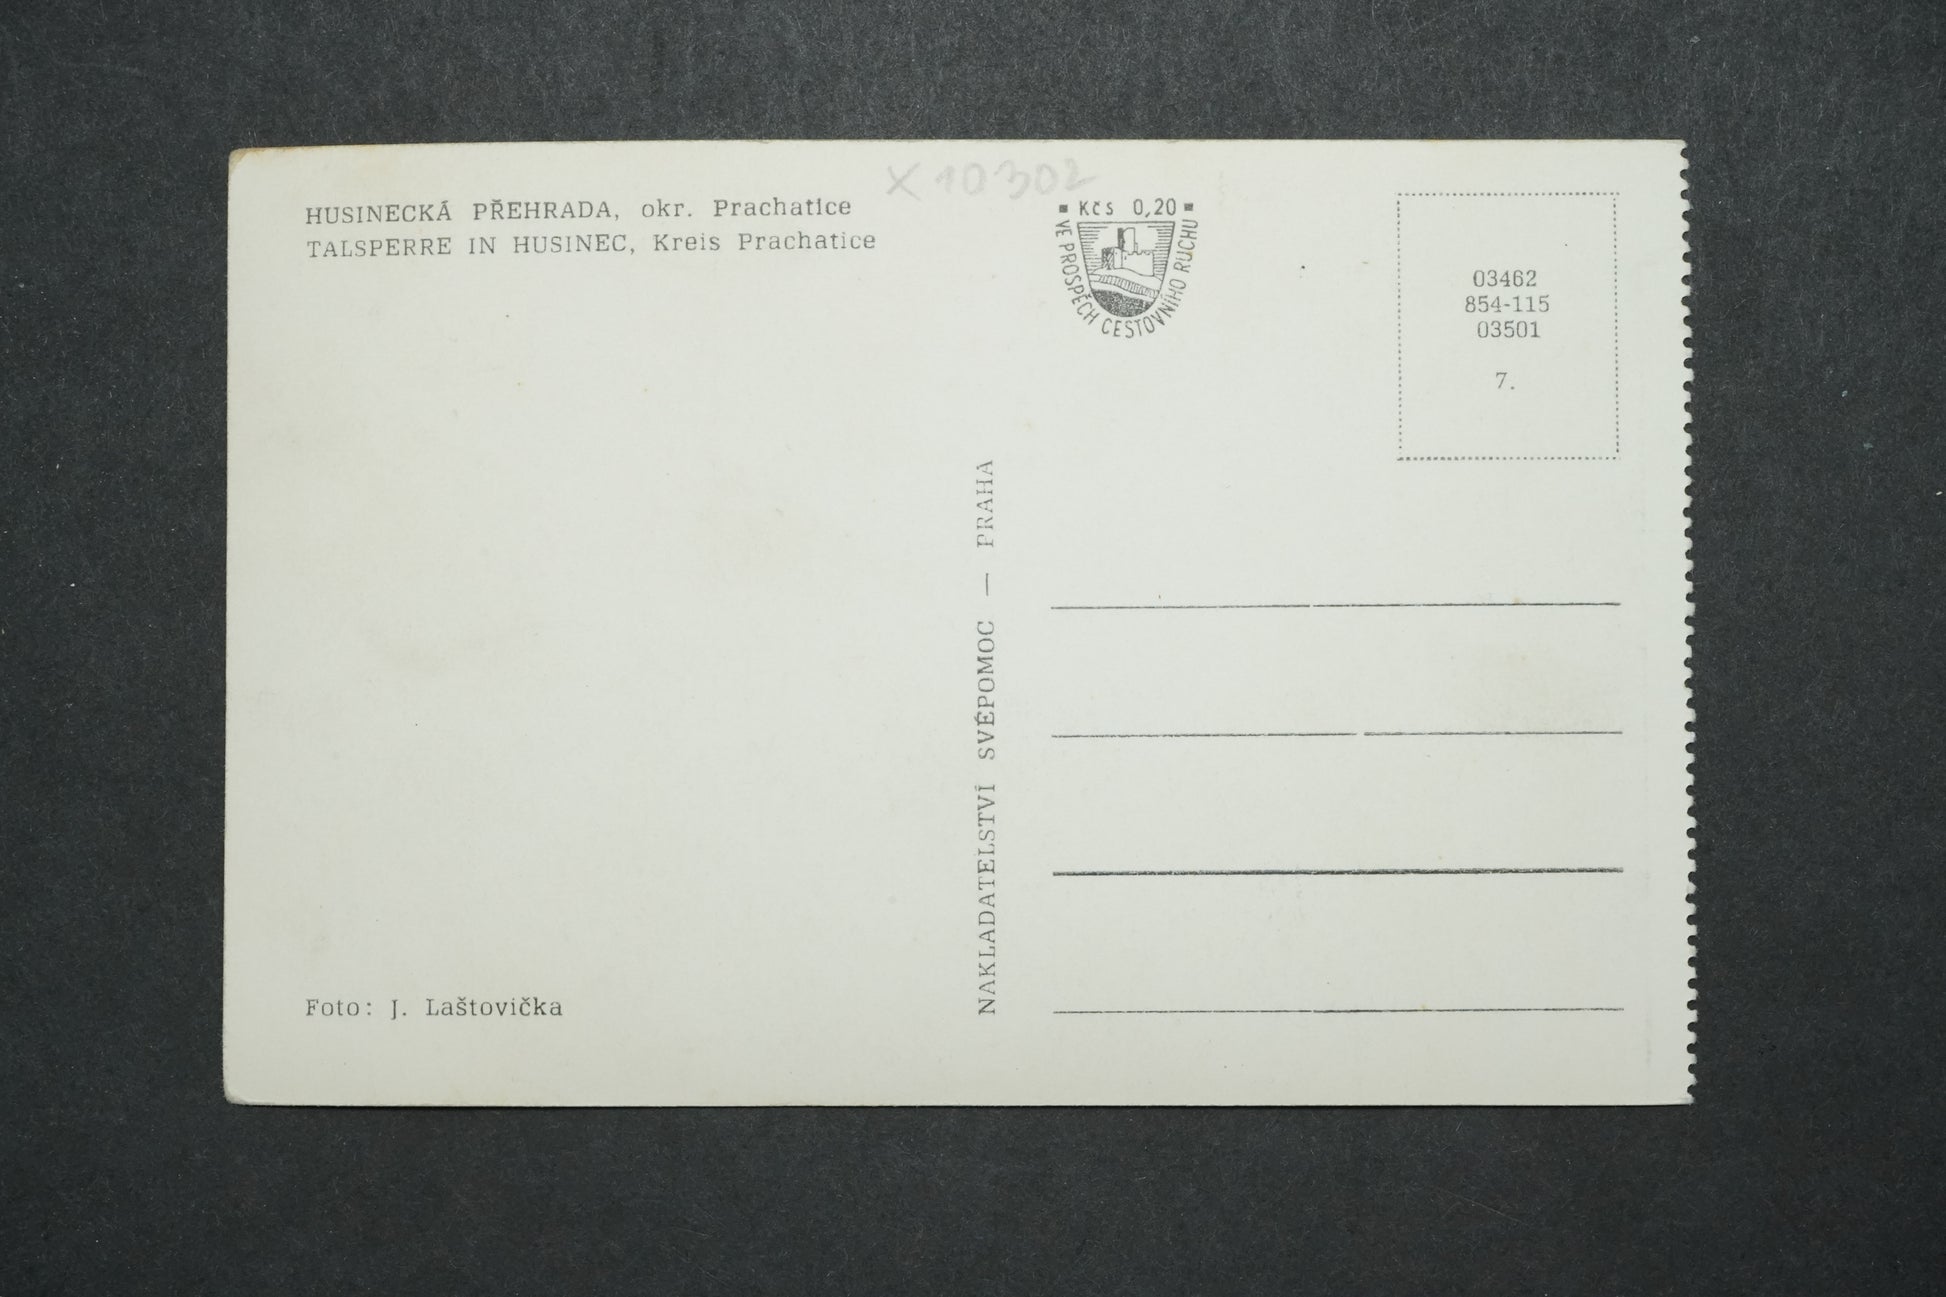 HUSINECKÁ PŘEHRADA, okr. Prachatice
TALSPERRE IN HUSINEC, Kreis Prachatice
X 10302
Kčs 0,20
VE PROSPĚCH CESTOVNÍHO RUCHU
03462
854-115
03501
7.
NAKLADATELSTVÍ SVÉPOMOC — PRAHA
Foto: J. Laštovička